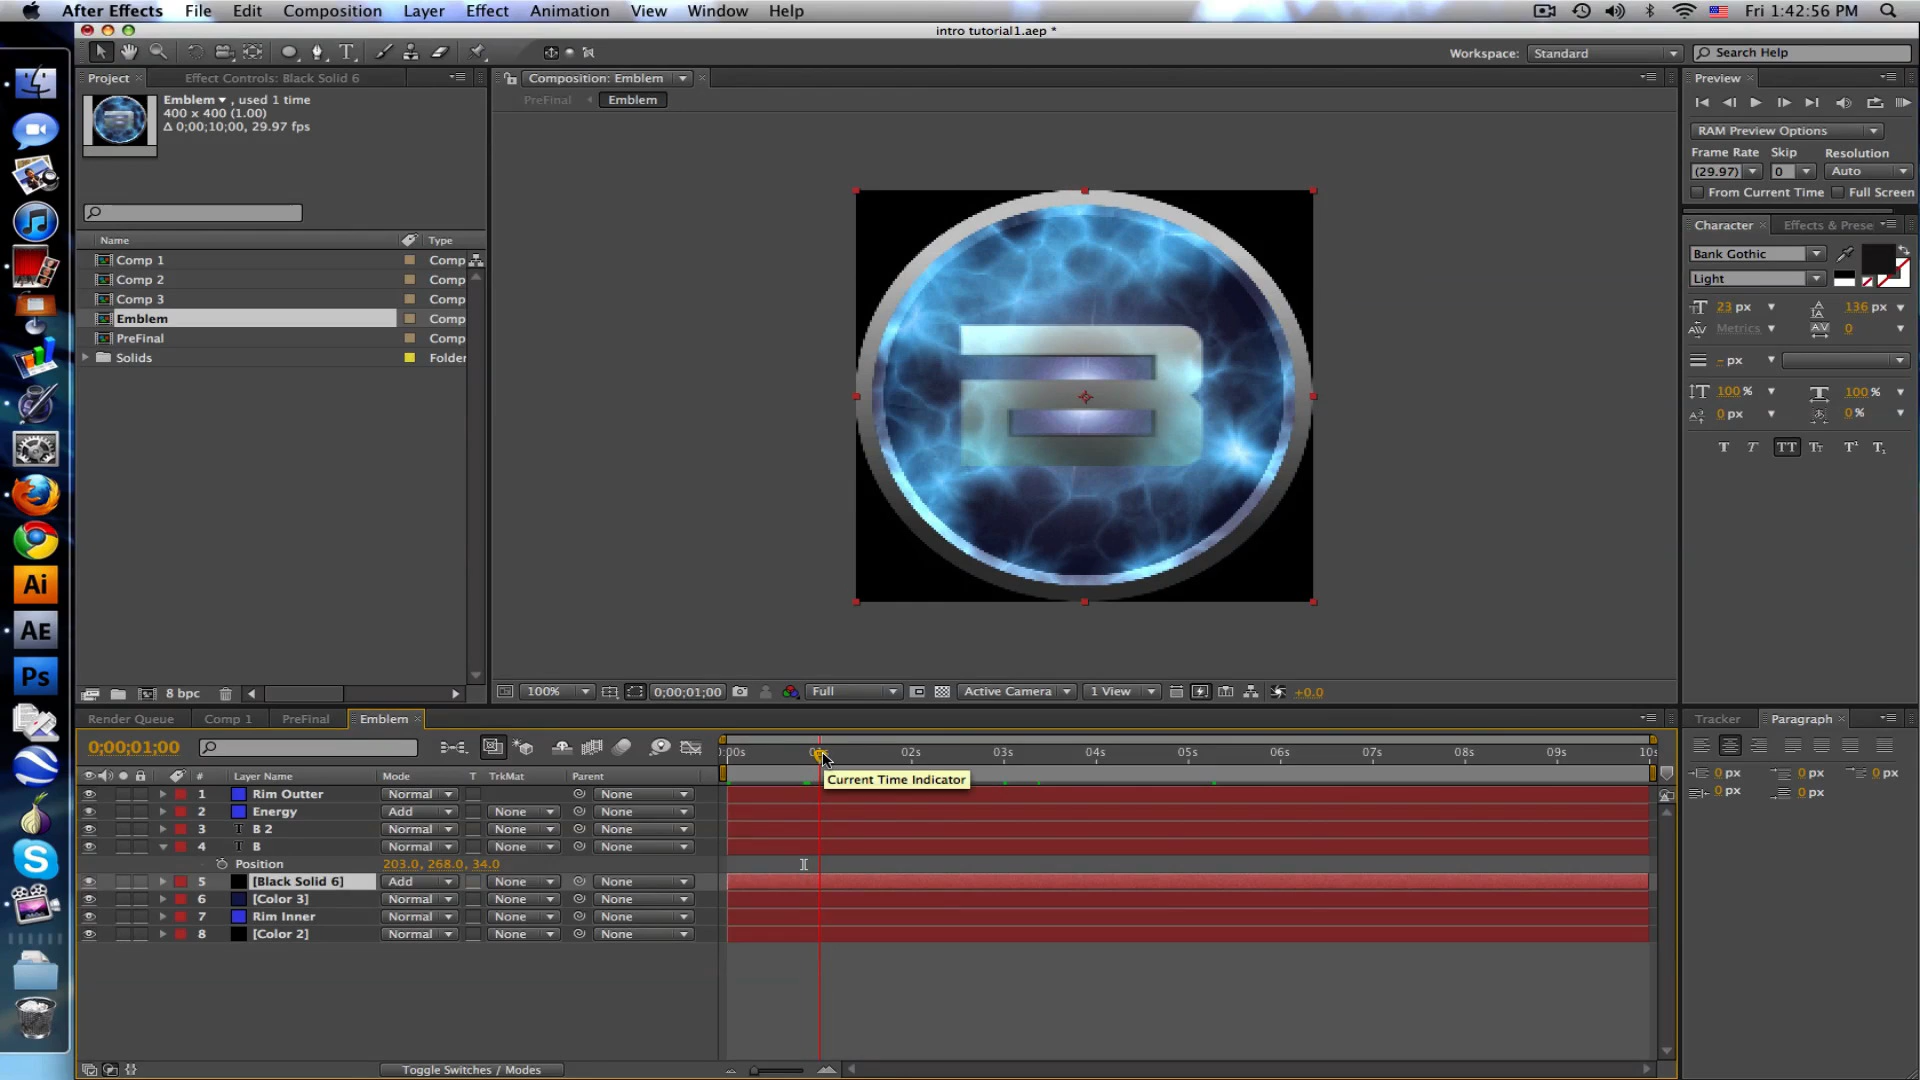 After Effects File Edit Composition Layer Effect Animation View Window Help Fri 1:42:56 PM
intro tutorial1.aep *
Workspace: Standard Search Help
Project Effect Controls: Black Solid 6 Composition: Emblem Preview
Emblem, used 1 time
400 x 400 (1.00)
Δ 0;00;10;00, 29.97 fps
PreFinal Emblem
RAM Preview Options
Frame Rate Skip Resolution
(29.97) 0 Auto
From Current Time Full Screen
Character Effects & Prese
Name Type
Comp 1 Comp
Comp 2 Comp
Comp 3 Comp
Emblem Comp
PreFinal Comp
Solids Folder
Bank Gothic
Light
23 px 136 px
Metrics 0
- px
100 % 100 %
0 px 0 %
T T TT Tт T¹ T₁
B
Ai
AE
Ps
8 bpc 100% 0;00;01;00 Full Active Camera 1 View +0.0
Render Queue Comp 1 PreFinal Emblem Tracker Paragraph
0;00;01;00
):00s 02s 03s 04s 05s 06s 07s 08s 09s 10s
Current Time Indicator
0 px 0 px 0 px
0 px 0 px
# Layer Name Mode T TrkMat Parent
1 Rim Outter Normal None
2 Energy Add None None
3 T B 2 Normal None None
4 T B Normal None None
Position 203.0, 268.0, 34.0
5 [Black Solid 6] Add None None
6 [Color 3] Normal None None
7 Rim Inner Normal None None
8 [Color 2] Normal None None
Toggle Switches / Modes